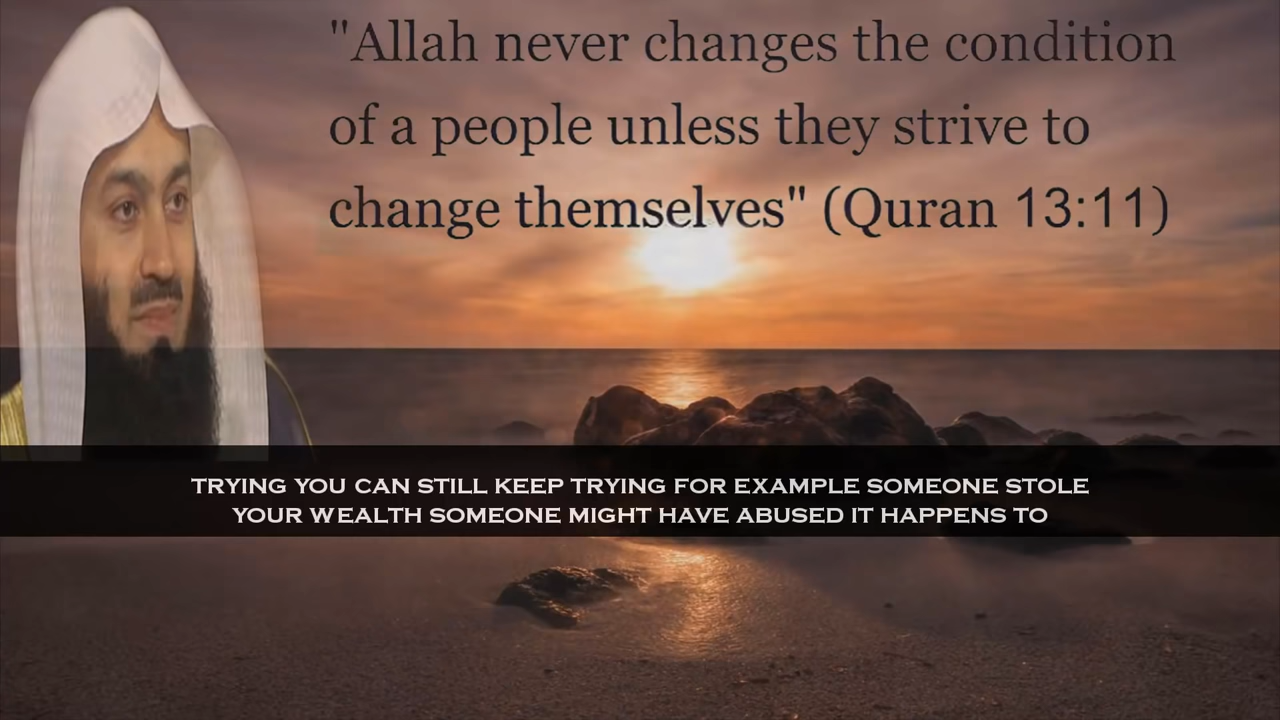 "Allah never changes the condition
of a people unless they strive to
change themselves" (Quran 13:11)
TRYING YOU CAN STILL KEEP TRYING FOR EXAMPLE SOMEONE STOLE
YOUR WEALTH SOMEONE MIGHT HAVE ABUSED IT HAPPENS TO